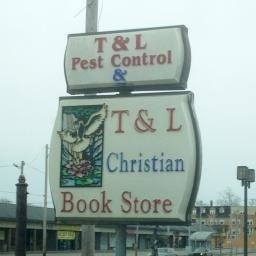 T & L
Pest Control
&
T & L
Christian
Book Store